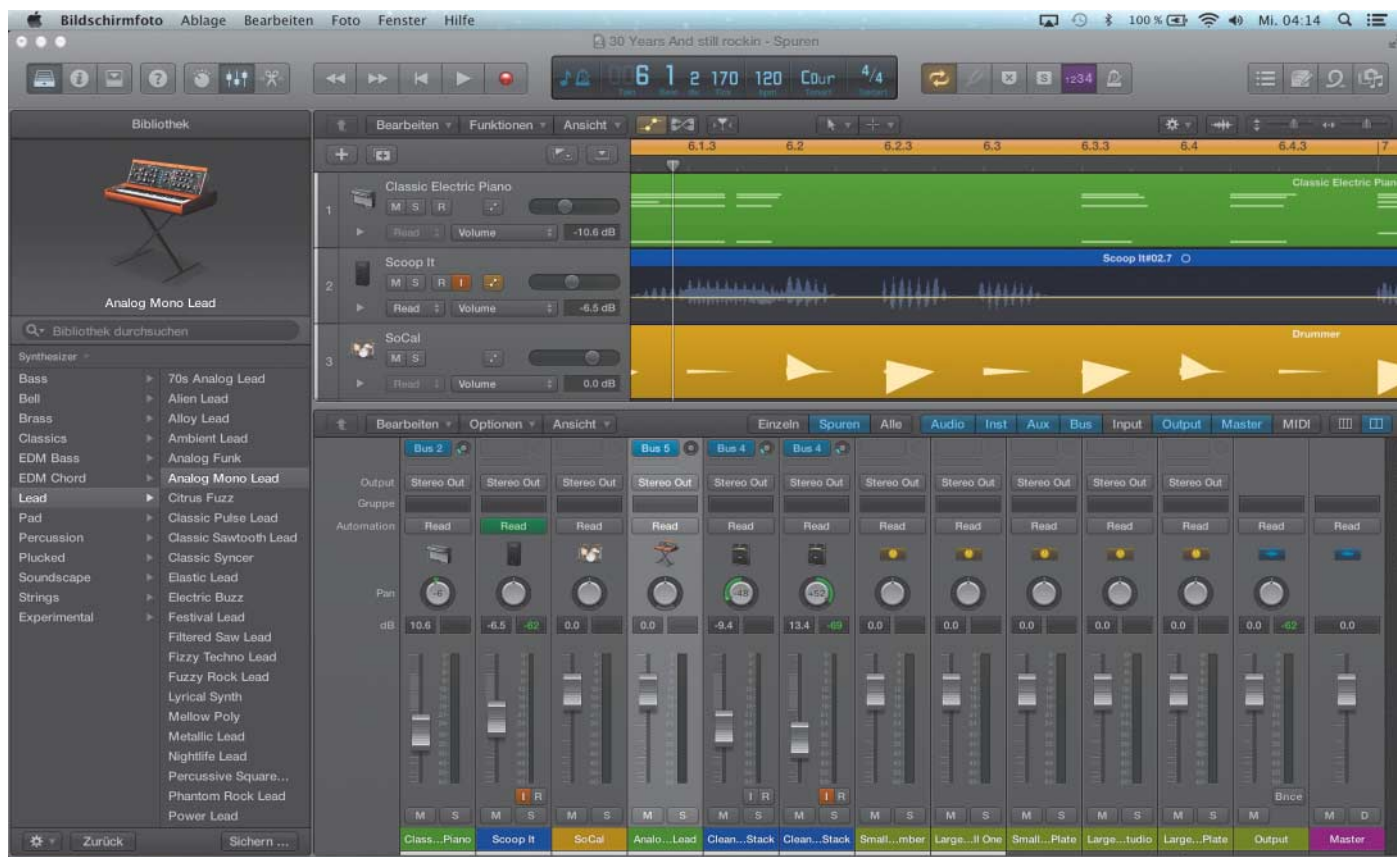 Bildschirmfoto Ablage Bearbeiten Foto Fenster Hilfe 100 % Mi. 04:14
30 Years And still rockin - Spuren
6 1 2 170 120 Cdur 4/4
1234
Bibliothek
Analog Mono Lead
Bibliothek durchsuchen
Synthesizer
Bass
Bell
Brass
Classics
EDM Bass
EDM Chord
Lead
Pad
Percussion
Plucked
Soundscape
Strings
Experimental
70s Analog Lead
Alien Lead
Alloy Lead
Ambient Lead
Analog Funk
Analog Mono Lead
Citrus Fuzz
Classic Pulse Lead
Classic Sawtooth Lead
Classic Syncer
Elastic Lead
Electric Buzz
Festival Lead
Filtered Saw Lead
Fizzy Techno Lead
Fuzzy Rock Lead
Lyrical Synth
Mellow Poly
Metallic Lead
Nightlife Lead
Percussive Square...
Phantom Rock Lead
Power Lead
Zurück Sichern ...
Bearbeiten Funktionen Ansicht
6.1.3 6.2 6.2.3 6.3 6.3.3 6.4 6.4.3 7
1 Classic Electric Piano
M S R
Read Volume -10.6 dB
Classic Electric Pian
2 Scoop It
M S R I
Read Volume -6.5 dB
Scoop It#02.7
3 SoCal
M S
Read Volume 0.0 dB
Drummer
Bearbeiten Optionen Ansicht Einzeln Spuren Alle Audio Inst Aux Bus Input Output Master MIDI
Bus 2 Bus 5 Bus 4 Bus 4
Output Stereo Out Stereo Out Stereo Out Stereo Out Stereo Out Stereo Out Stereo Out Stereo Out Stereo Out Stereo Out Stereo Out
Gruppe
Automation Read Read Read Read Read Read Read Read Read Read Read Read Read
Pan -6 -48 +52
dB 10.6 -6.5 -62 0.0 0.0 -9.4 13.4 -69 0.0 0.0 0.0 0.0 0.0 0.0 -62 0.0
I R I R I R Bnce
M S M S M S M S M S M S M S M S M S M S M S M M D
Class...Piano Scoop It SoCal Analo...Lead Clean...Stack Clean...Stack Small...mber Large...ll One Small...Plate Large...tudio Large...Plate Output Master